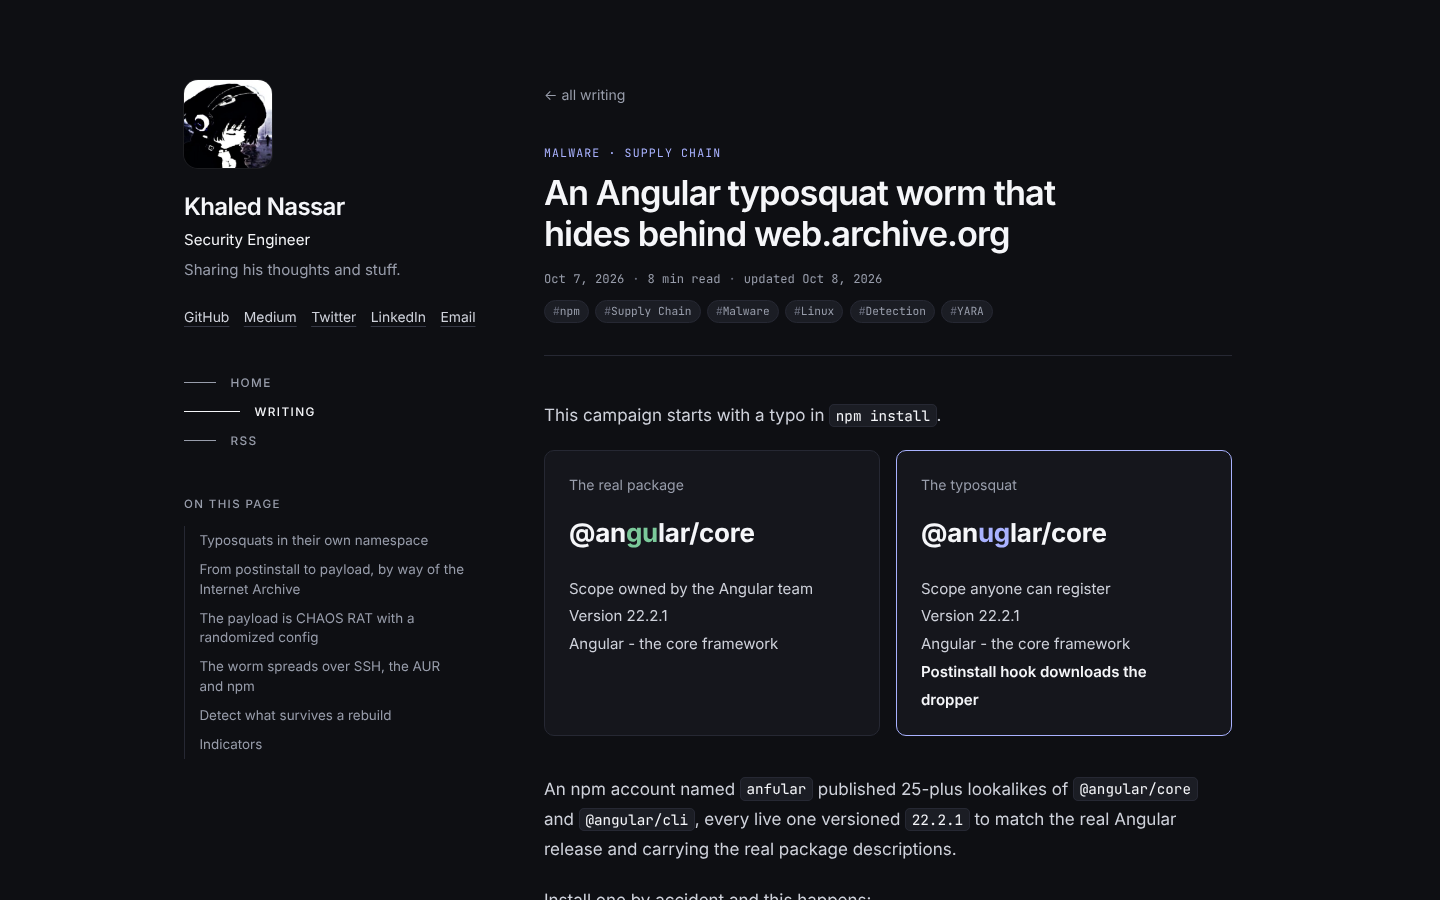 Khaled Nassar
Security Engineer
Sharing his thoughts and stuff.
GitHub Medium Twitter LinkedIn Email
HOME
WRITING
RSS
ON THIS PAGE
Typosquats in their own namespace
From postinstall to payload, by way of the
Internet Archive
The payload is CHAOS RAT with a
randomized config
The worm spreads over SSH, the AUR
and npm
Detect what survives a rebuild
Indicators
← all writing
MALWARE · SUPPLY CHAIN
An Angular typosquat worm that
hides behind web.archive.org
Oct 7, 2026 · 8 min read · updated Oct 8, 2026
#npm #Supply Chain #Malware #Linux #Detection #YARA
This campaign starts with a typo in npm install.
The real package
@angular/core
Scope owned by the Angular team
Version 22.2.1
Angular - the core framework
The typosquat
@anuglar/core
Scope anyone can register
Version 22.2.1
Angular - the core framework
Postinstall hook downloads the
dropper
An npm account named anfular published 25-plus lookalikes of @angular/core
and @angular/cli, every live one versioned 22.2.1 to match the real Angular
release and carrying the real package descriptions.
Install one by accident and this happens: